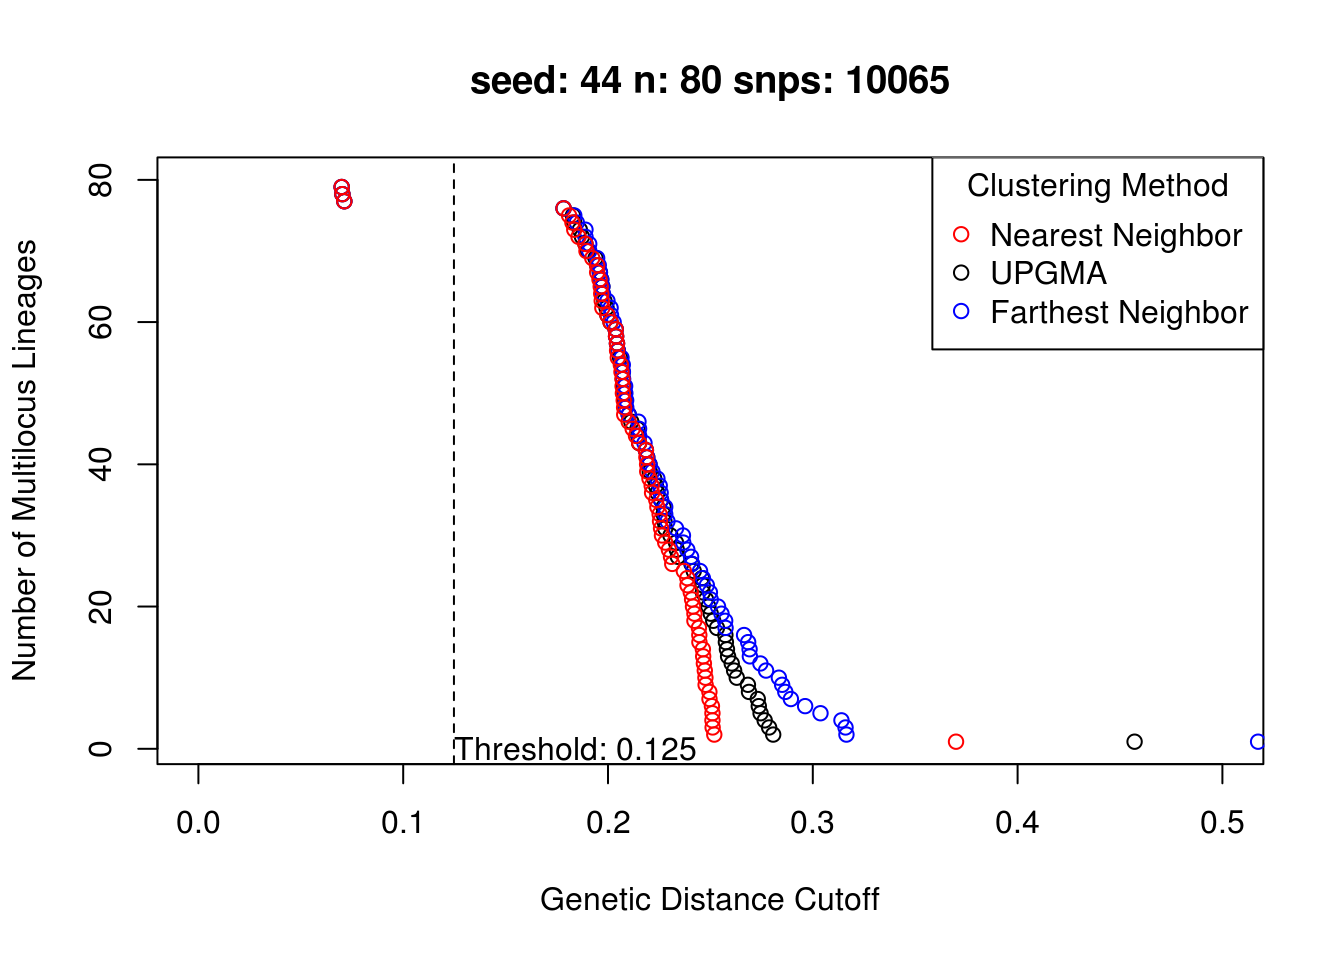 seed: 44 n: 80 snps: 10065
Number of Multilocus Lineages
80
60
40
20
0
Clustering Method
Nearest Neighbor
UPGMA
Farthest Neighbor
Threshold: 0.125
0.0 0.1 0.2 0.3 0.4 0.5
Genetic Distance Cutoff